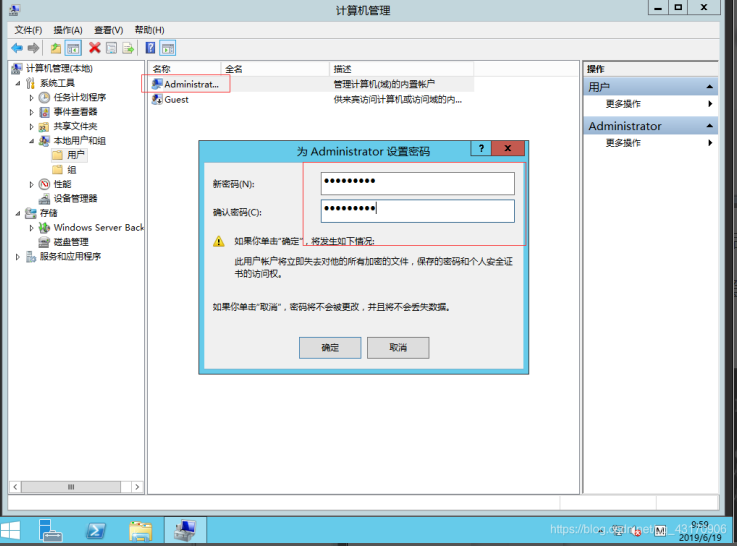 计算机管理
文件(F) 操作(A) 查看(V) 帮助(H)
计算机管理(本地)
系统工具
任务计划程序
事件查看器
共享文件夹
本地用户和组
用户
组
性能
设备管理器
存储
Windows Server Back
磁盘管理
服务和应用程序
名称 全名 描述
Administrat... 管理计算机(域)的内置帐户
Guest 供来宾访问计算机或访问域的内...
操作
用户
更多操作
Administrator
更多操作
为 Administrator 设置密码
? x
新密码(N): •••••••••
确认密码(C): •••••••••
如果你单击"确定"，将发生如下情况:
此用户帐户将立即失去对他的所有加密的文件，保存的密码和个人安全证
书的访问权。
如果你单击"取消"，密码将不会被更改，并且将不会丢失数据。
确定 取消
M
9:59
2019/6/19